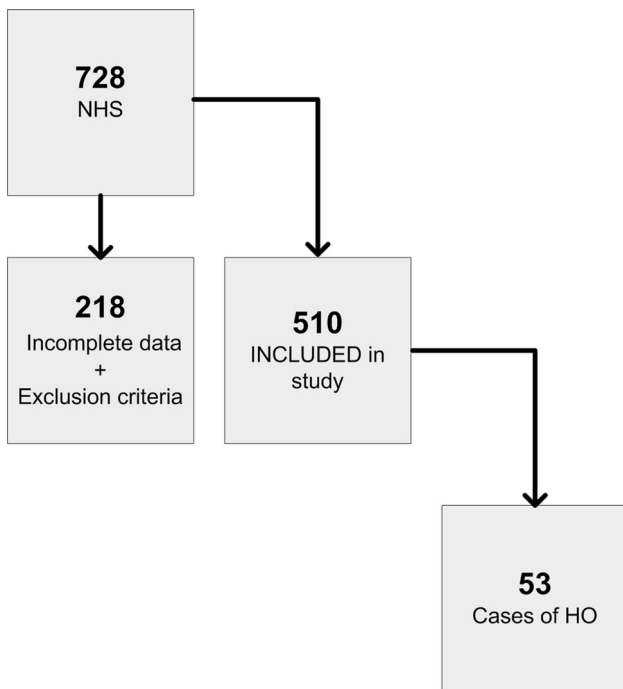 728
NHS
218
Incomplete data
+
Exclusion criteria
510
INCLUDED in
study
53
Cases of HO